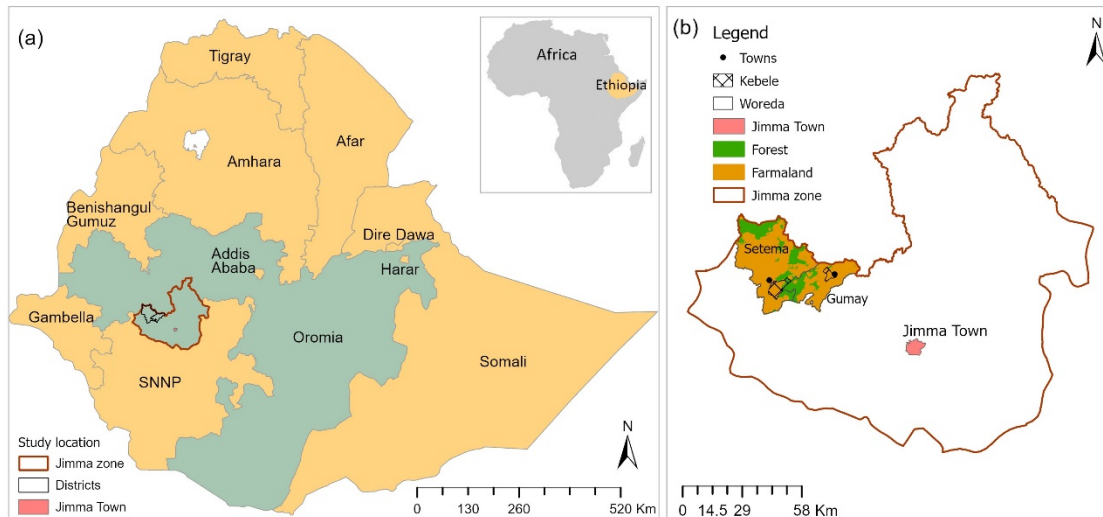 (a)
Tigray
Afar
Amhara
Benishangul
Gumuz
Dire Dawa
Addis
Ababa
Harar
Gambella
Oromia
Somali
SNNP
Africa
Ethiopia
Study location
Jimma zone
Districts
Jimma Town
N
0 130 260 520 Km
(b)
Legend
Towns
Kebele
Woreda
Jimma Town
Forest
Farmaland
Jimma zone
N
Setema
Gumay
Jimma Town
0 14.5 29 58 Km